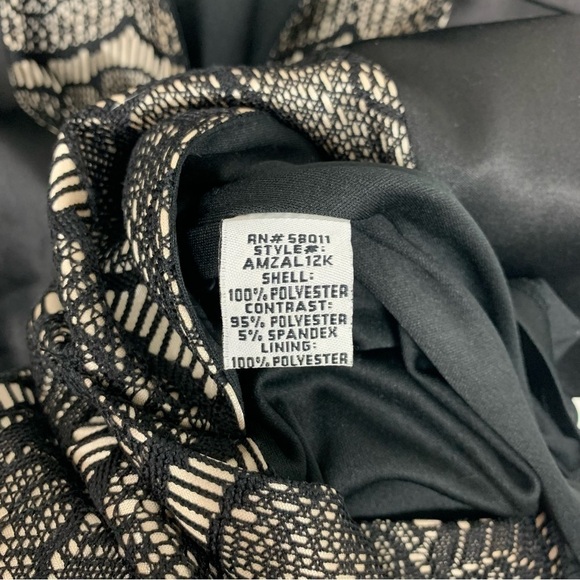 RN# 58011
STYLE#:
AMZAL12K
SHELL:
100% POLYESTER
CONTRAST:
95% POLYESTER
5% SPANDEX
LINING:
100% POLYESTER